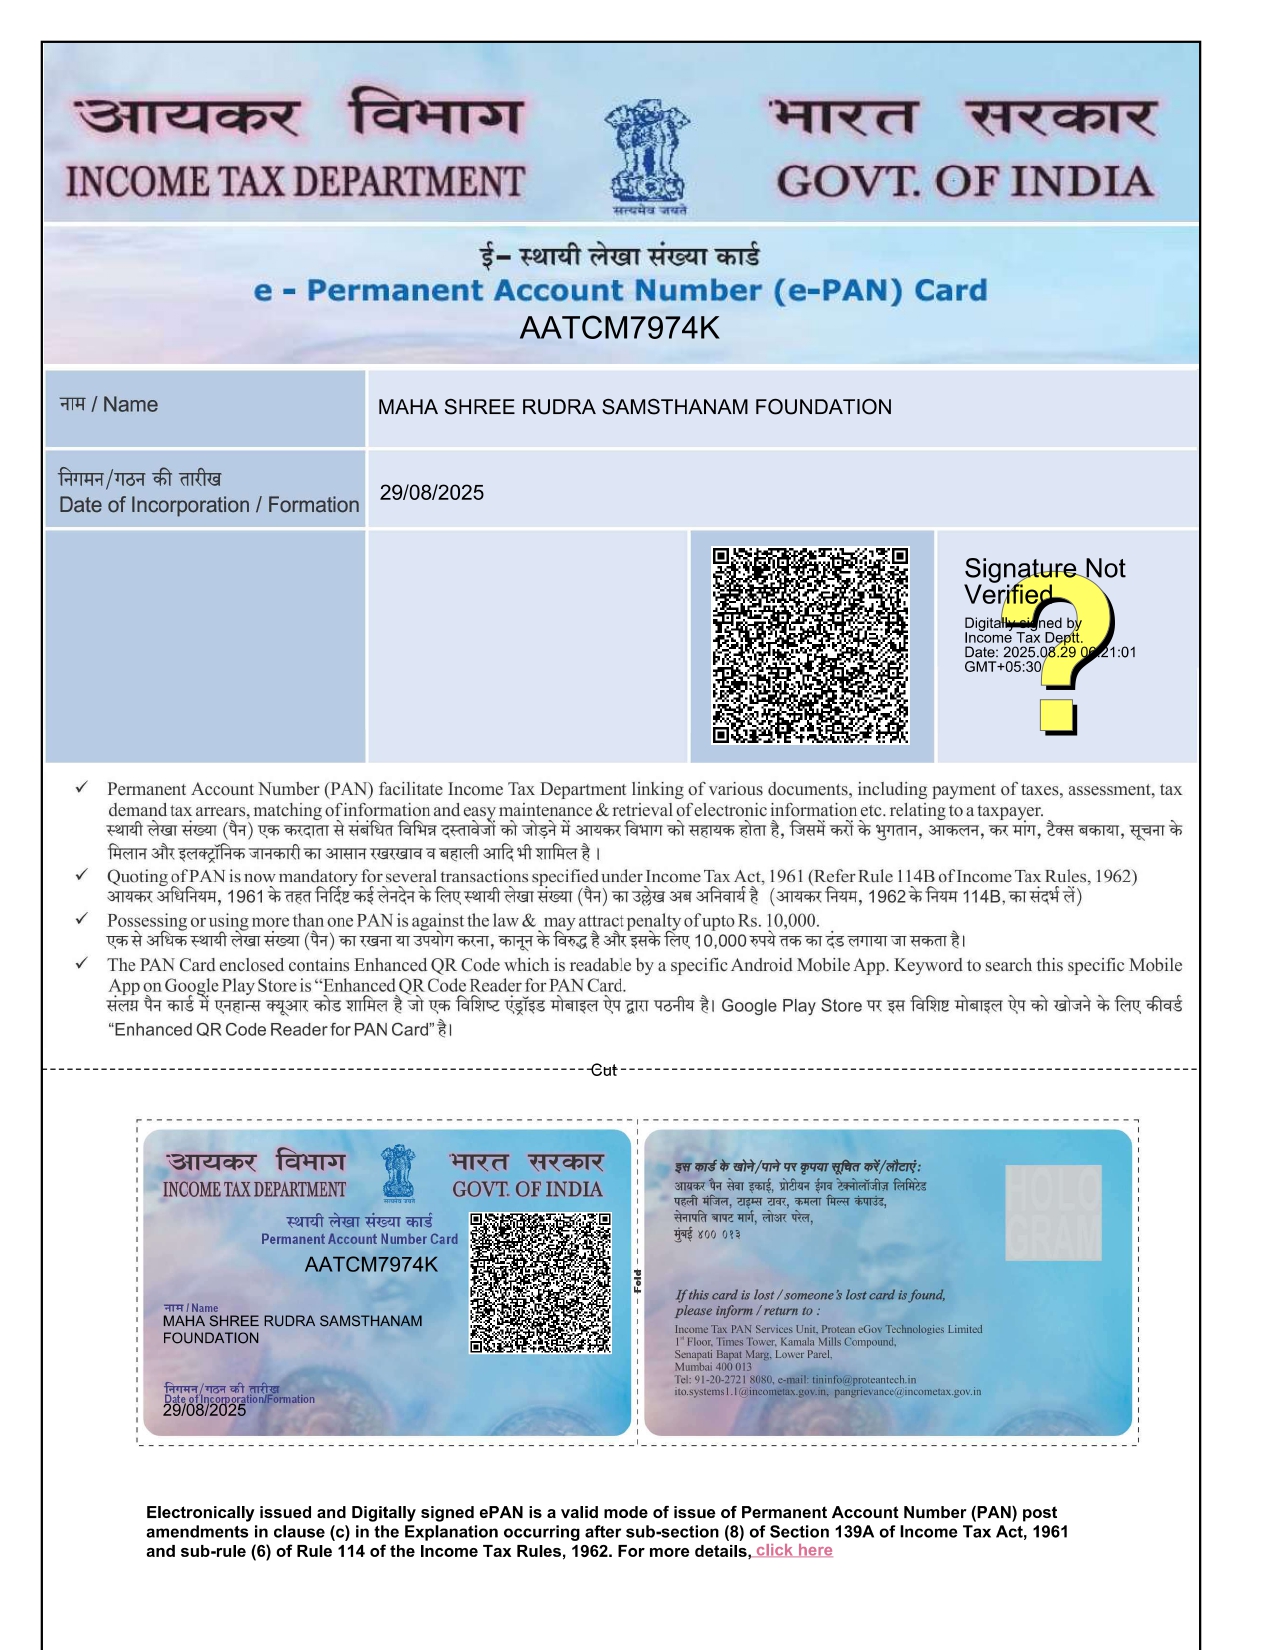 आयकर विभाग
INCOME TAX DEPARTMENT
सत्यमेव जयते
भारत सरकार
GOVT. OF INDIA
ई– स्थायी लेखा संख्या कार्ड
e - Permanent Account Number (e-PAN) Card
AATCM7974K
नाम / Name
MAHA SHREE RUDRA SAMSTHANAM FOUNDATION
निगमन/गठन की तारीख
Date of Incorporation / Formation
29/08/2025
Signature Not
Verified
Digitally signed by
Income Tax Deptt.
Date: 2025.08.29 06:21:01
GMT+05:30
✓ Permanent Account Number (PAN) facilitate Income Tax Department linking of various documents, including payment of taxes, assessment, tax
demand tax arrears, matching of information and easy maintenance & retrieval of electronic information etc. relating to a taxpayer.
स्थायी लेखा संख्या (पैन) एक करदाता से संबंधित विभिन्न दस्तावेजों को जोड़ने में आयकर विभाग को सहायक होता है, जिसमें करों के भुगतान, आकलन, कर मांग, टैक्स बकाया, सूचना के
मिलान और इलक्ट्रॉनिक जानकारी का आसान रखरखाव व बहाली आदि भी शामिल है ।
✓ Quoting of PAN is now mandatory for several transactions specified under Income Tax Act, 1961 (Refer Rule 114B of Income Tax Rules, 1962)
आयकर अधिनियम, 1961 के तहत निर्दिष्ट कई लेनदेन के लिए स्थायी लेखा संख्या (पैन) का उल्लेख अब अनिवार्य है (आयकर नियम, 1962 के नियम 114B, का संदर्भ लें)
✓ Possessing or using more than one PAN is against the law & may attract penalty of upto Rs. 10,000.
एक से अधिक स्थायी लेखा संख्या (पैन) का रखना या उपयोग करना, कानून के विरुद्ध है और इसके लिए 10,000 रुपये तक का दंड लगाया जा सकता है।
✓ The PAN Card enclosed contains Enhanced QR Code which is readable by a specific Android Mobile App. Keyword to search this specific Mobile
App on Google Play Store is “Enhanced QR Code Reader for PAN Card.
संलग्न पैन कार्ड में एनहान्स क्यूआर कोड शामिल है जो एक विशिष्ट एंड्रॉइड मोबाइल ऐप द्वारा पठनीय है। Google Play Store पर इस विशिष्ट मोबाइल ऐप को खोजने के लिए कीवर्ड
“Enhanced QR Code Reader for PAN Card” है।
Cut
आयकर विभाग
INCOME TAX DEPARTMENT
सत्यमेव जयते
भारत सरकार
GOVT. OF INDIA
स्थायी लेखा संख्या कार्ड
Permanent Account Number Card
AATCM7974K
नाम / Name
MAHA SHREE RUDRA SAMSTHANAM
FOUNDATION
निगमन/गठन की तारीख
Date of Incorporation/Formation
29/08/2025
Fold
इस कार्ड के खोने/पाने पर कृपया सूचित करें/लौटाएं:
आयकर पैन सेवा इकाई, प्रोटीयन ईगव टेक्नोलॉजीज़ लिमिटेड
पहली मंजिल, टाइम्स टावर, कमला मिल्स कंपाउंड,
सेनापति बापट मार्ग, लोअर परेल,
मुंबई ४०० ०१३
HOLO
GRAM
If this card is lost / someone's lost card is found,
please inform / return to :
Income Tax PAN Services Unit, Protean eGov Technologies Limited
1st Floor, Times Tower, Kamala Mills Compound,
Senapati Bapat Marg, Lower Parel,
Mumbai 400 013
Tel: 91-20-2721 8080, e-mail: tininfo@proteantech.in
ito.systems1.1@incometax.gov.in, pangrievance@incometax.gov.in
Electronically issued and Digitally signed ePAN is a valid mode of issue of Permanent Account Number (PAN) post
amendments in clause (c) in the Explanation occurring after sub-section (8) of Section 139A of Income Tax Act, 1961
and sub-rule (6) of Rule 114 of the Income Tax Rules, 1962. For more details, click here